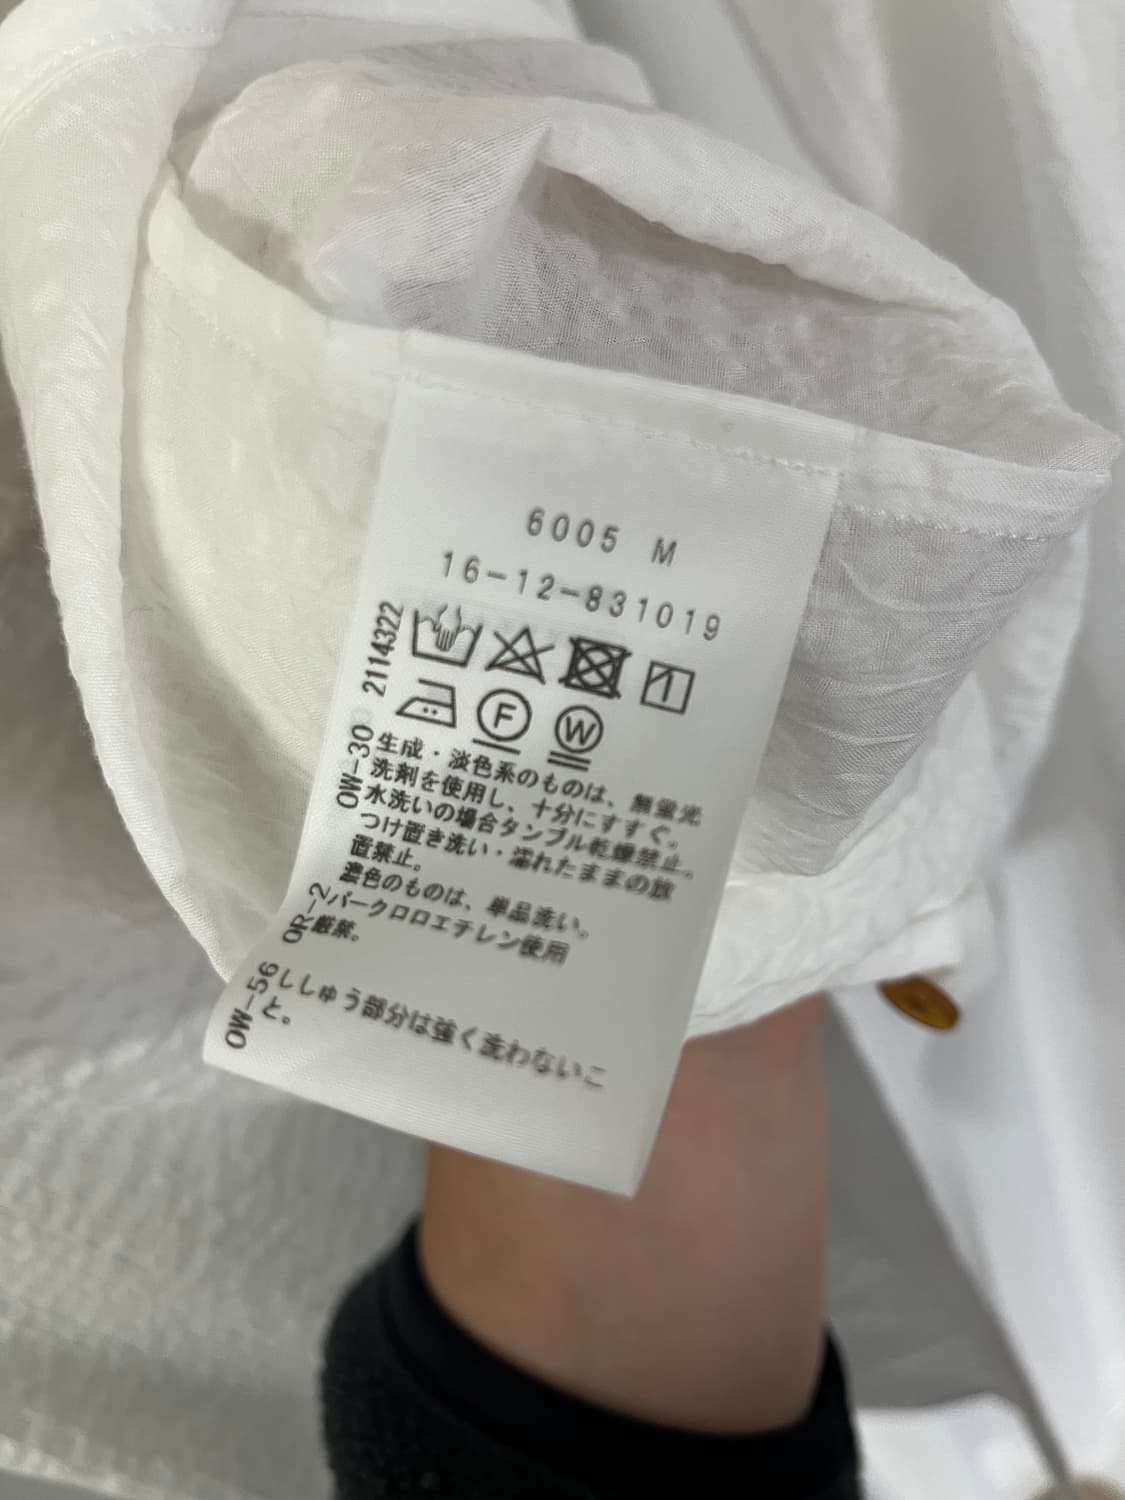 6005 M
16-12-831019
2114322
F
W
OW-30
生成・淡色系のものは、無蛍光
洗剤を使用し、十分にすすぐ。
水洗いの場合タンブル乾燥禁止。
つけ置き洗い・濡れたままの放
置禁止。
濃色のものは、単品洗い。
OR-2
パークロロエチレン使用
厳禁。
OW-56
ししゅう部分は強く洗わないこ
と。